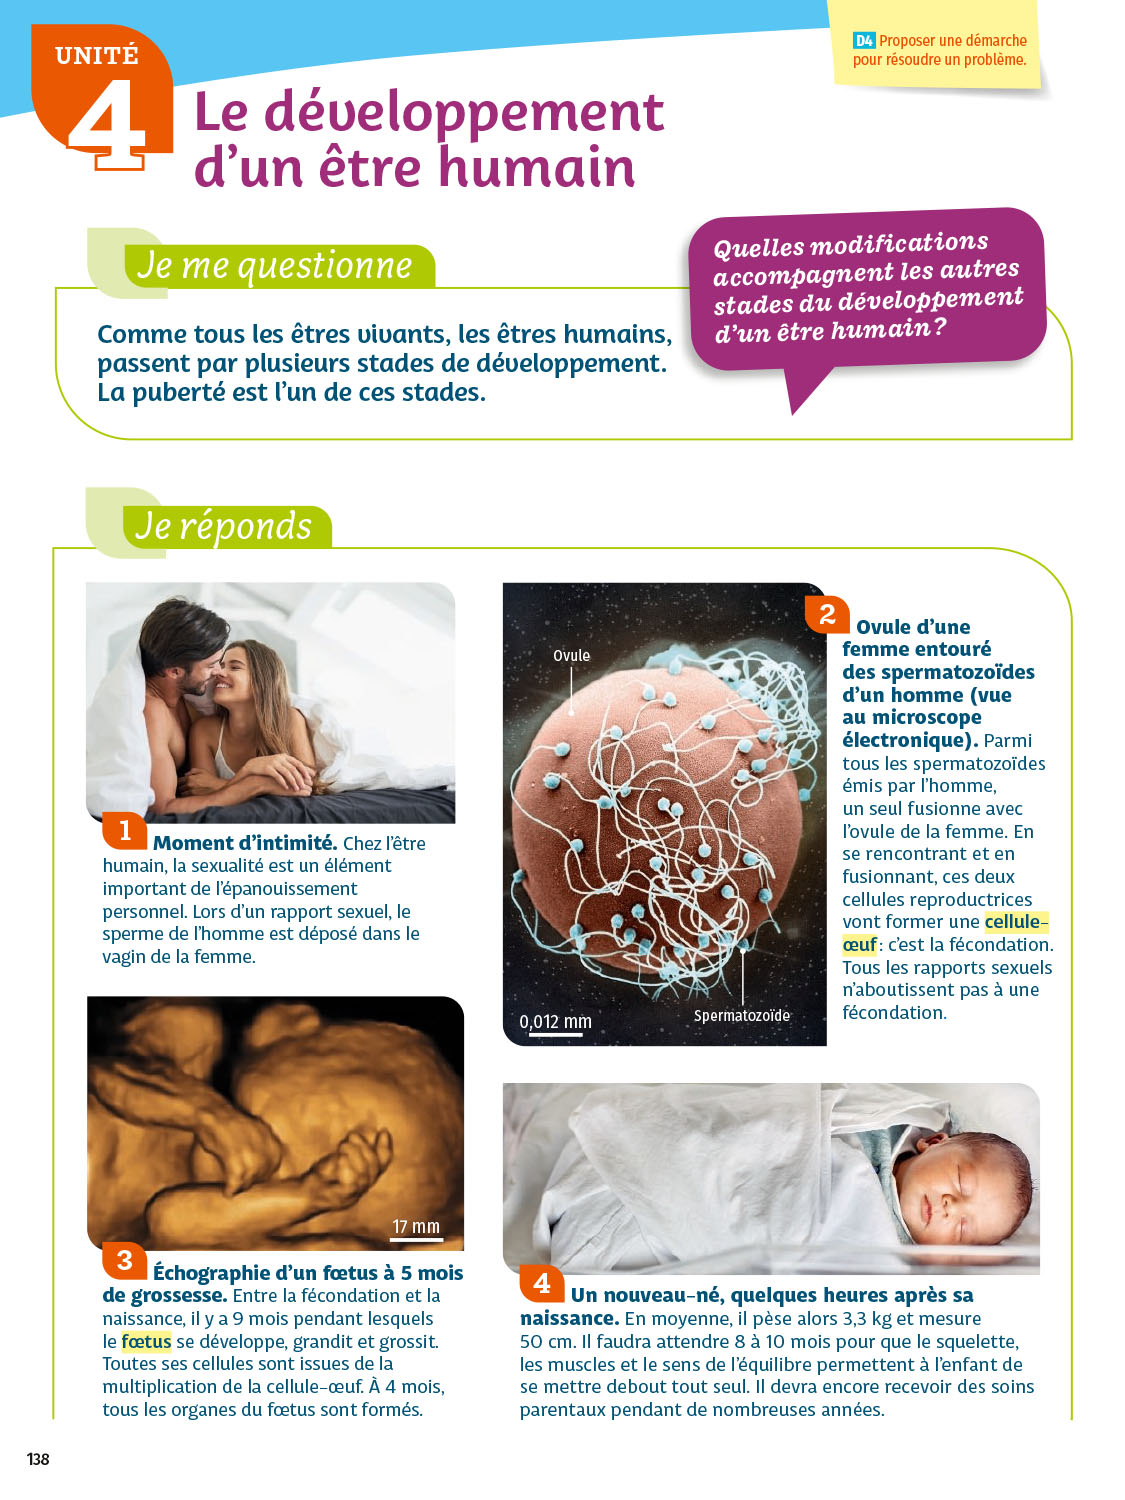 UNITÉ
4
D4 Proposer une démarche
pour résoudre un problème.
Le développement
d'un être humain
Je me questionne
Quelles modifications
accompagnent les autres
stades du développement
d'un être humain ?
Comme tous les êtres vivants, les êtres humains,
passent par plusieurs stades de développement.
La puberté est l'un de ces stades.
Je réponds
1 Moment d'intimité. Chez l'être
humain, la sexualité est un élément
important de l'épanouissement
personnel. Lors d'un rapport sexuel, le
sperme de l'homme est déposé dans le
vagin de la femme.
Ovule
0,012 mm
Spermatozoïde
2 Ovule d'une
femme entouré
des spermatozoïdes
d'un homme (vue
au microscope
électronique). Parmi
tous les spermatozoïdes
émis par l'homme,
un seul fusionne avec
l'ovule de la femme. En
se rencontrant et en
fusionnant, ces deux
cellules reproductrices
vont former une cellule-
œuf : c'est la fécondation.
Tous les rapports sexuels
n'aboutissent pas à une
fécondation.
17 mm
3 Échographie d'un fœtus à 5 mois
de grossesse. Entre la fécondation et la
naissance, il y a 9 mois pendant lesquels
le fœtus se développe, grandit et grossit.
Toutes ses cellules sont issues de la
multiplication de la cellule-œuf. À 4 mois,
tous les organes du fœtus sont formés.
4 Un nouveau-né, quelques heures après sa
naissance. En moyenne, il pèse alors 3,3 kg et mesure
50 cm. Il faudra attendre 8 à 10 mois pour que le squelette,
les muscles et le sens de l'équilibre permettent à l'enfant de
se mettre debout tout seul. Il devra encore recevoir des soins
parentaux pendant de nombreuses années.
138